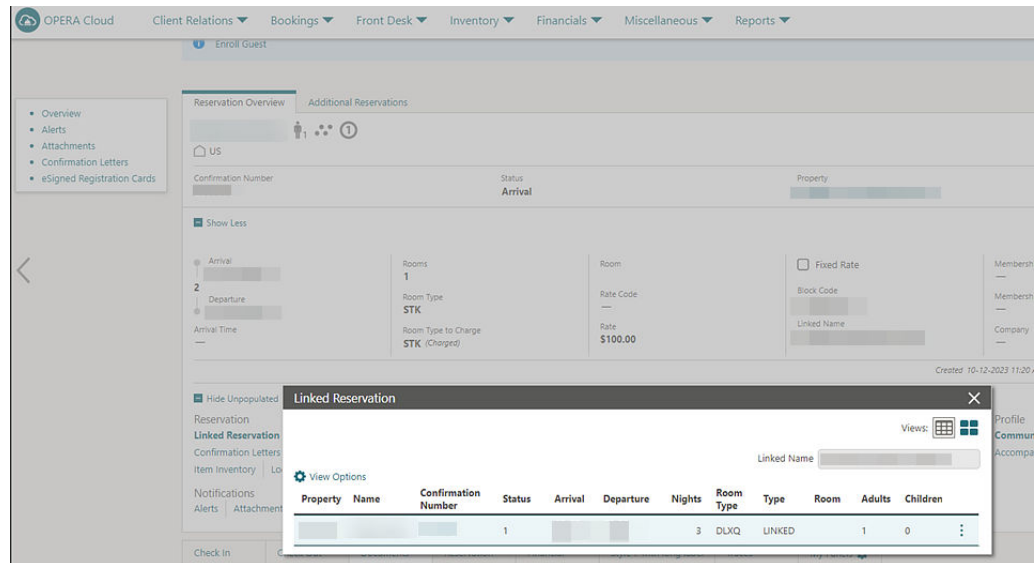 OPERA Cloud Client Relations Bookings Front Desk Inventory Financials Miscellaneous Reports
Enroll Guest
Overview
Alerts
Attachments
Confirmation Letters
eSigned Registration Cards
Reservation Overview Additional Reservations
1 1
US
Confirmation Number Status Property
Arrival
Show Less
Arrival Rooms Room Fixed Rate Membersh
1 —
2 Block Code
Departure Room Type Rate Code Membersh
STK — —
Linked Name
Arrival Time Room Type to Charge Rate Company
— STK (Charged) $100.00 —
Created 10-12-2023 11:20
Hide Unpopulated
Reservation
Linked Reservation
Confirmation Letters
Item Inventory
Notifications
Alerts Attachment
Profile
Commun
Accompa
Linked Reservation
Views:
Linked Name
View Options
Property Name Confirmation Number Status Arrival Departure Nights Room Type Type Room Adults Children
1 3 DLXQ LINKED 1 0
Check In